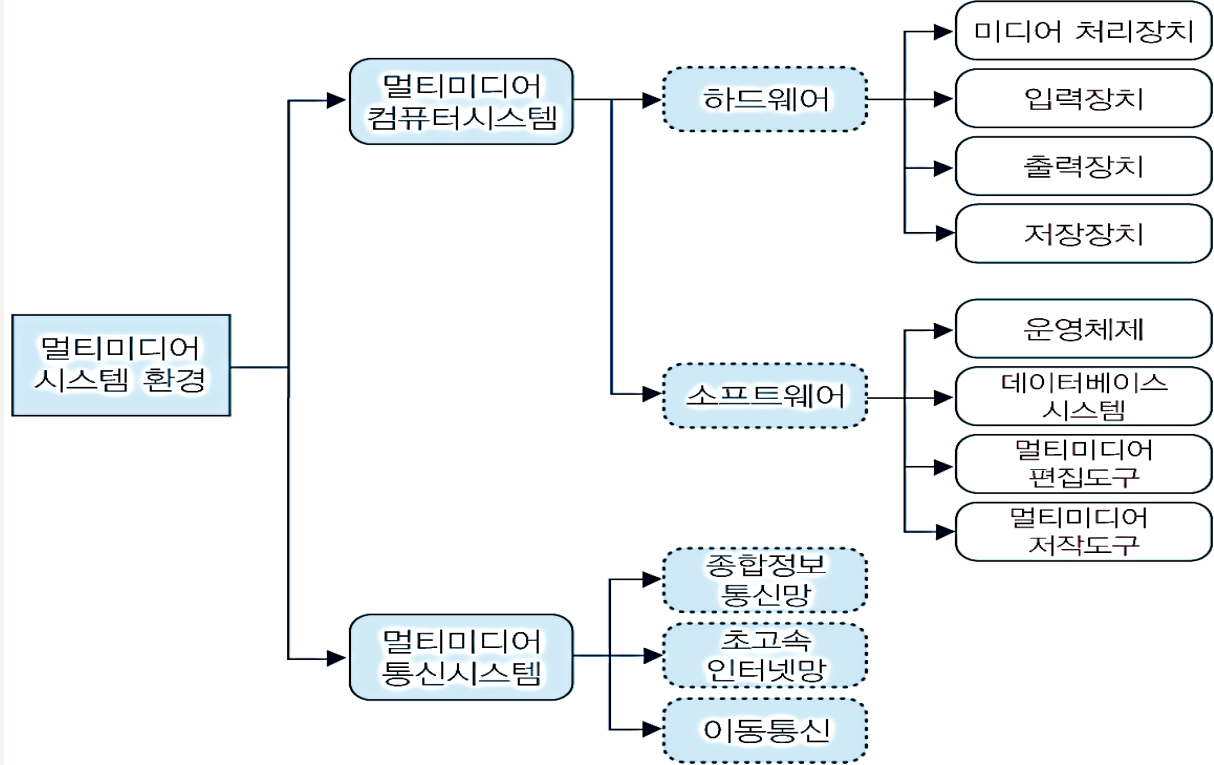 미디어 처리장치
멀티미디어
컴퓨터시스템
하드웨어
입력장치
출력장치
저장장치
멀티미디어
시스템 환경
운영체제
소프트웨어
데이터베이스
시스템
멀티미디어
편집도구
멀티미디어
저작도구
종합정보
통신망
멀티미디어
통신시스템
초고속
인터넷망
이동통신